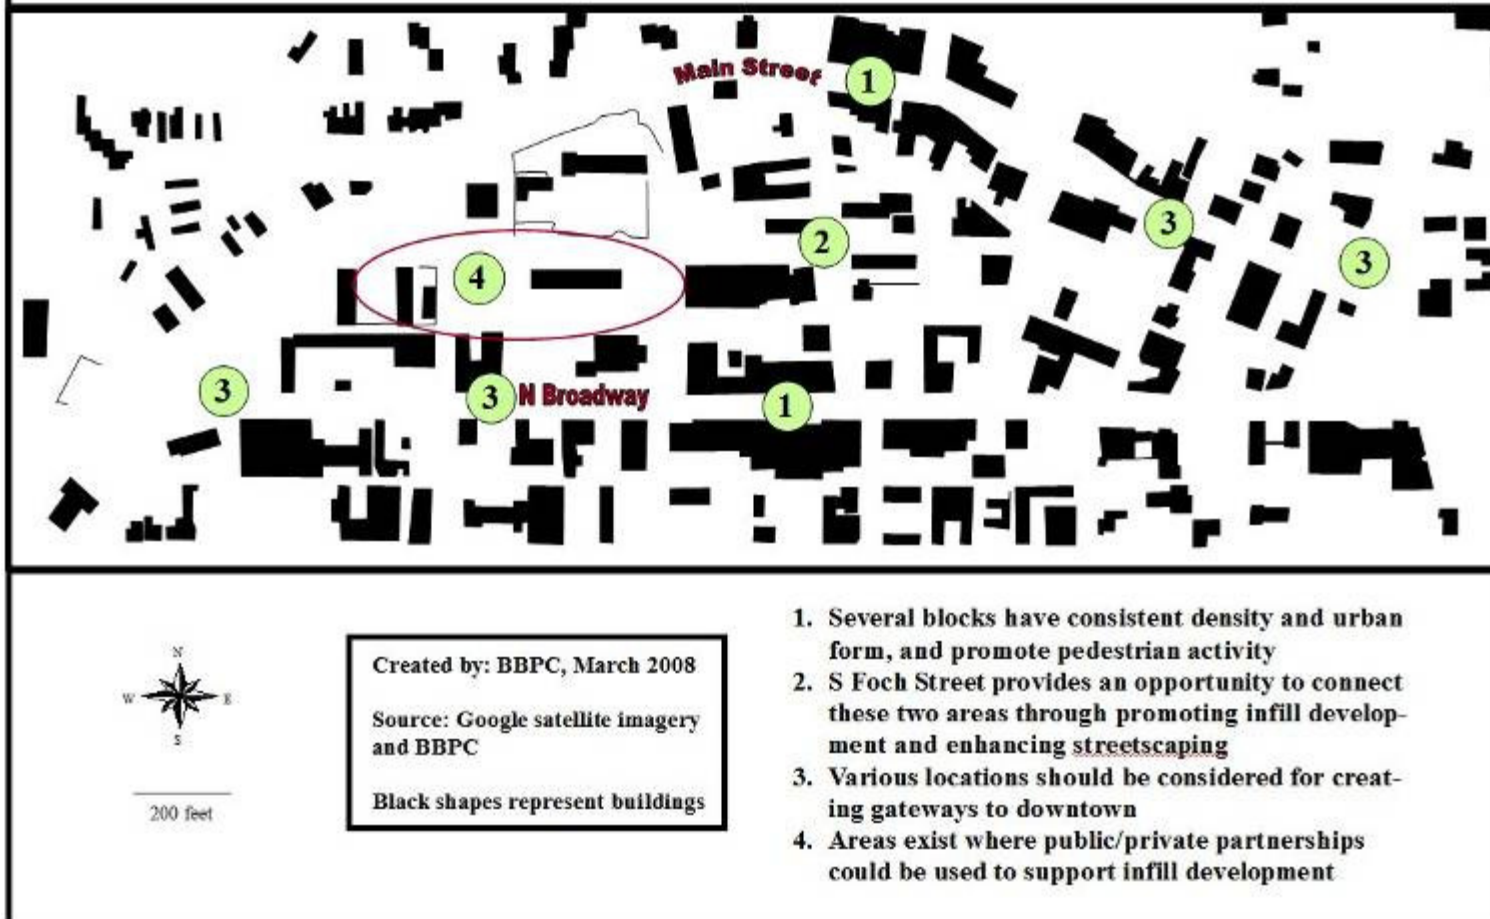 Main Street
1
2
3
3
4
3
3
N Broadway
1
N
W
E
S
200 feet
Created by: BBPC, March 2008
Source: Google satellite imagery
and BBPC
Black shapes represent buildings
1. Several blocks have consistent density and urban
form, and promote pedestrian activity
2. S Foch Street provides an opportunity to connect
these two areas through promoting infill develop-
ment and enhancing streetscaping
3. Various locations should be considered for creat-
ing gateways to downtown
4. Areas exist where public/private partnerships
could be used to support infill development